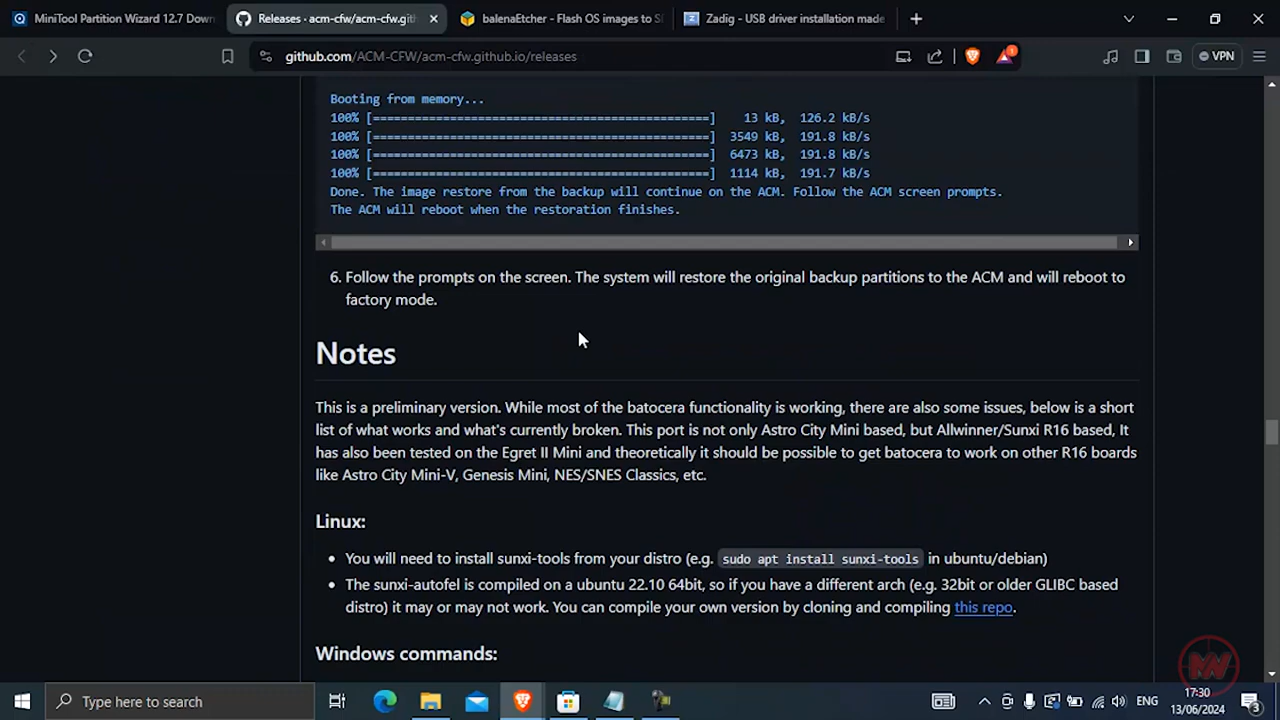 MiniTool Partition Wizard 12.7 Down
Releases · acm-cfw/acm-cfw.git
balenaEtcher - Flash OS images to S
Zadig - USB driver installation made
github.com/ACM-CFW/acm-cfw.github.io/releases
1
VPN
Booting from memory...
100% [=========================================] 13 kB, 126.2 kB/s
100% [=========================================] 3549 kB, 191.8 kB/s
100% [=========================================] 6473 kB, 191.8 kB/s
100% [=========================================] 1114 kB, 191.7 kB/s
Done. The image restore from the backup will continue on the ACM. Follow the ACM screen prompts.
The ACM will reboot when the restoration finishes.
6. Follow the prompts on the screen. The system will restore the original backup partitions to the ACM and will reboot to
factory mode.
Notes
This is a preliminary version. While most of the batocera functionality is working, there are also some issues, below is a short
list of what works and what's currently broken. This port is not only Astro City Mini based, but Allwinner/Sunxi R16 based, It
has also been tested on the Egret II Mini and theoretically it should be possible to get batocera to work on other R16 boards
like Astro City Mini-V, Genesis Mini, NES/SNES Classics, etc.
Linux:
• You will need to install sunxi-tools from your distro (e.g. sudo apt install sunxi-tools in ubuntu/debian)
• The sunxi-autofel is compiled on a ubuntu 22.10 64bit, so if you have a different arch (e.g. 32bit or older GLIBC based
distro) it may or may not work. You can compile your own version by cloning and compiling this repo.
Windows commands:
MW
Type here to search
ENG
17:30
13/06/2024
3